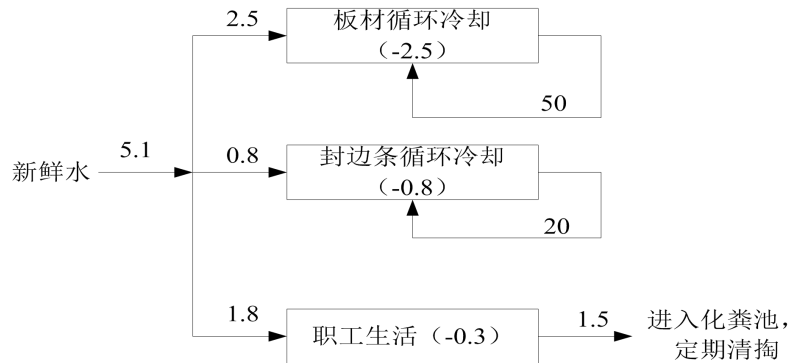 2.5
板材循环冷却
（-2.5）
50
新鲜水
5.1
0.8
封边条循环冷却
（-0.8）
20
1.8
职工生活（-0.3）
1.5
进入化粪池，
定期清掏